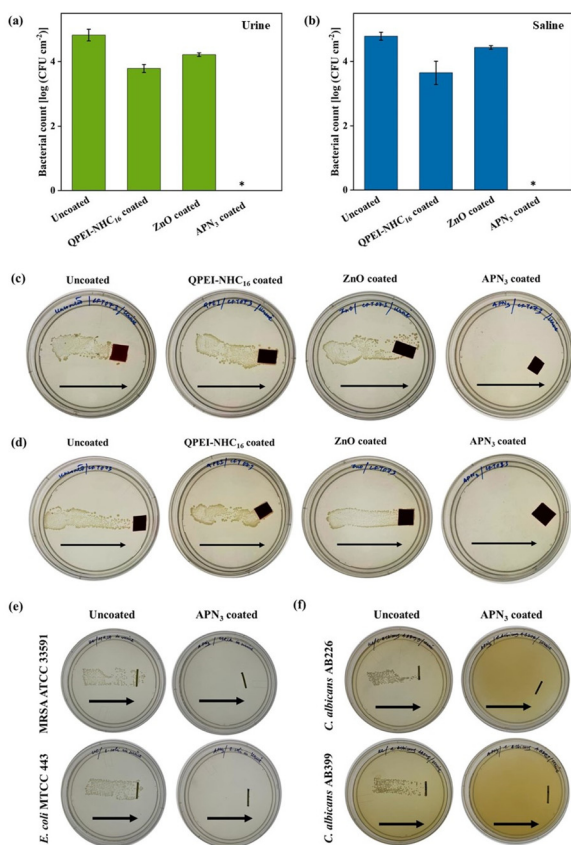 (a)
Urine
Bacterial count [log (CFU cm⁻²)]
4
2
0
*
Uncoated
QPEI-NHC₁₆ coated
ZnO coated
APN₃ coated
(b)
Saline
Bacterial count [log (CFU cm⁻²)]
4
2
0
*
Uncoated
QPEI-NHC₁₆ coated
ZnO coated
APN₃ coated
(c)
Uncoated
QPEI-NHC₁₆ coated
ZnO coated
APN₃ coated
(d)
Uncoated
QPEI-NHC₁₆ coated
ZnO coated
APN₃ coated
(e)
Uncoated
APN₃ coated
MRSA ATCC 33591
E. coli MTCC 443
(f)
Uncoated
APN₃ coated
C. albicans AB226
C. albicans AB399